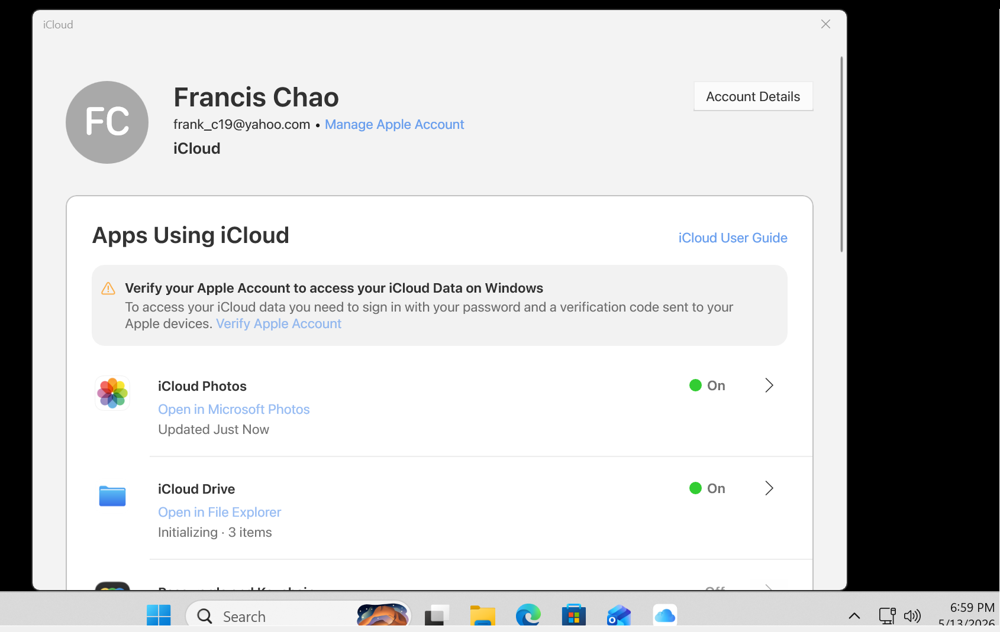 iCloud
FC
Francis Chao
Account Details
frank_c19@yahoo.com • Manage Apple Account
iCloud
Apps Using iCloud
iCloud User Guide
Verify your Apple Account to access your iCloud Data on Windows
To access your iCloud data you need to sign in with your password and a verification code sent to your
Apple devices. Verify Apple Account
iCloud Photos
On
Open in Microsoft Photos
Updated Just Now
iCloud Drive
On
Open in File Explorer
Initializing · 3 items
Off
Search
6:59 PM
5/13/2026